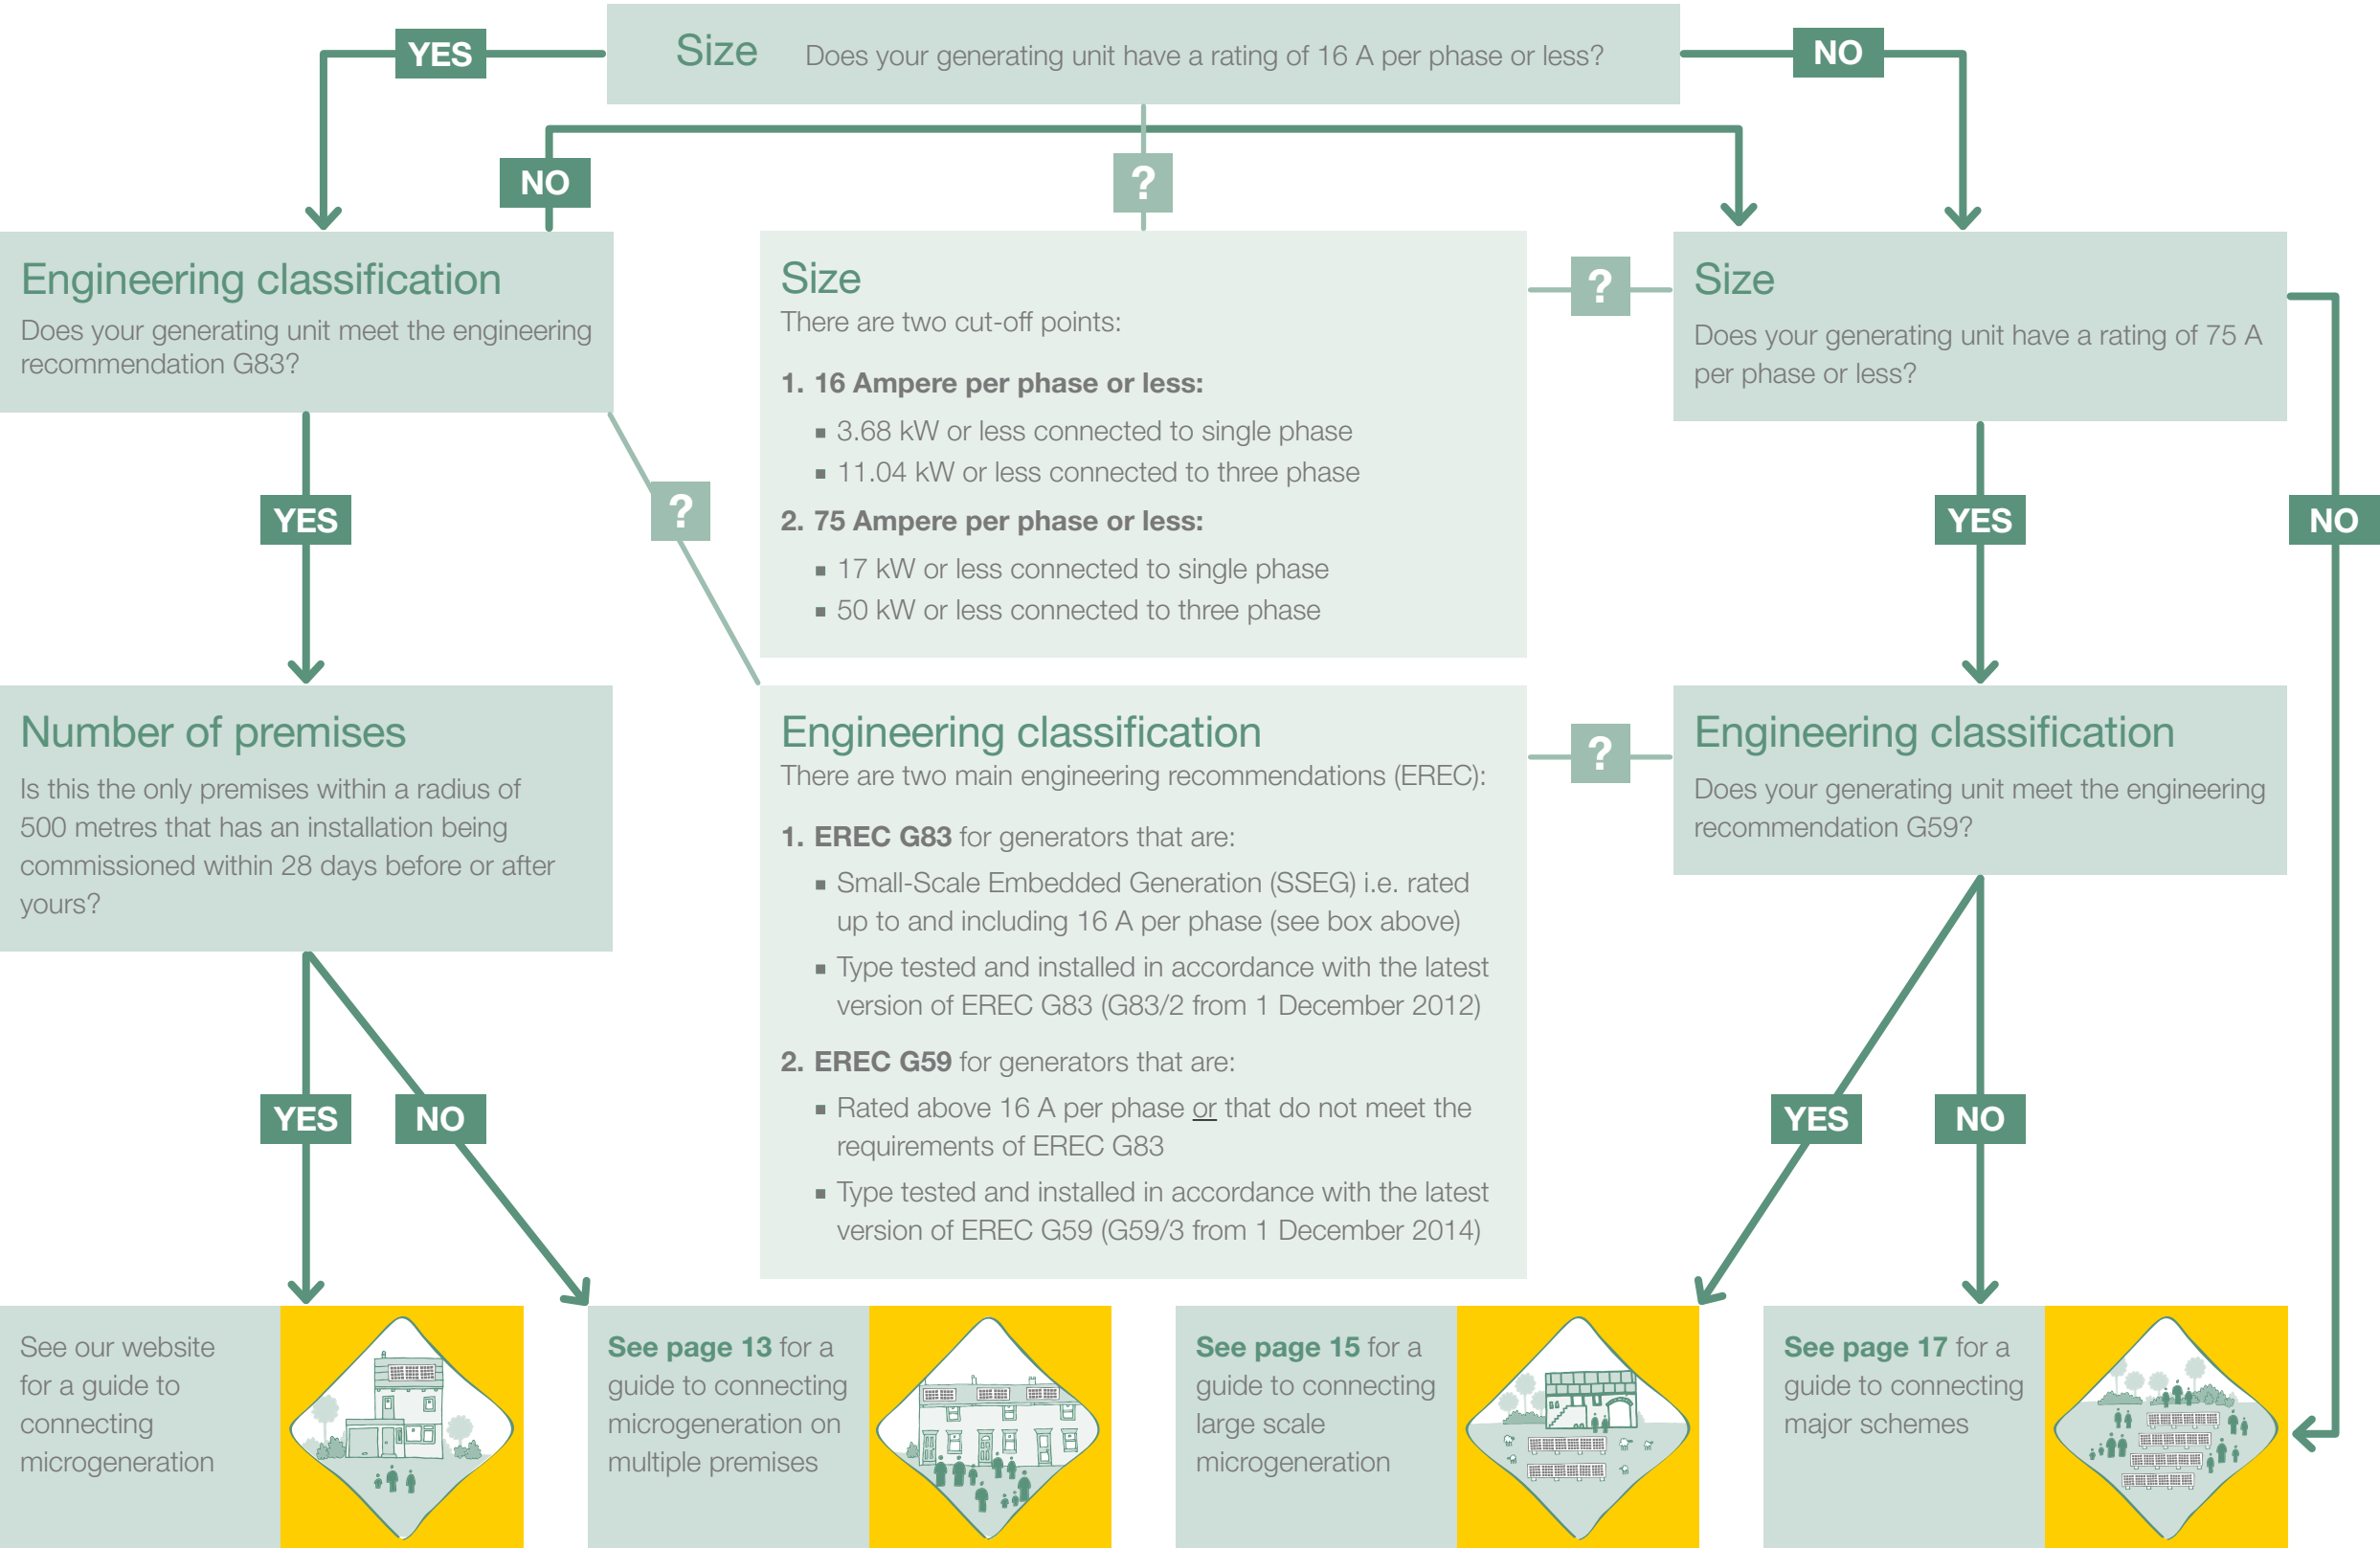 Size Does your generating unit have a rating of 16 A per phase or less?
YES
NO
NO
?
Engineering classification
Does your generating unit meet the engineering
recommendation G83?
Size
There are two cut-off points:
1. 16 Ampere per phase or less:
■ 3.68 kW or less connected to single phase
■ 11.04 kW or less connected to three phase
2. 75 Ampere per phase or less:
■ 17 kW or less connected to single phase
■ 50 kW or less connected to three phase
?
Size
Does your generating unit have a rating of 75 A
per phase or less?
YES
?
YES
NO
Number of premises
Is this the only premises within a radius of
500 metres that has an installation being
commissioned within 28 days before or after
yours?
Engineering classification
There are two main engineering recommendations (EREC):
1. EREC G83 for generators that are:
■ Small-Scale Embedded Generation (SSEG) i.e. rated
up to and including 16 A per phase (see box above)
■ Type tested and installed in accordance with the latest
version of EREC G83 (G83/2 from 1 December 2012)
2. EREC G59 for generators that are:
■ Rated above 16 A per phase or that do not meet the
requirements of EREC G83
■ Type tested and installed in accordance with the latest
version of EREC G59 (G59/3 from 1 December 2014)
?
Engineering classification
Does your generating unit meet the engineering
recommendation G59?
YES
NO
YES
NO
See our website
for a guide to
connecting
microgeneration
See page 13 for a
guide to connecting
microgeneration on
multiple premises
See page 15 for a
guide to connecting
large scale
microgeneration
See page 17 for a
guide to connecting
major schemes